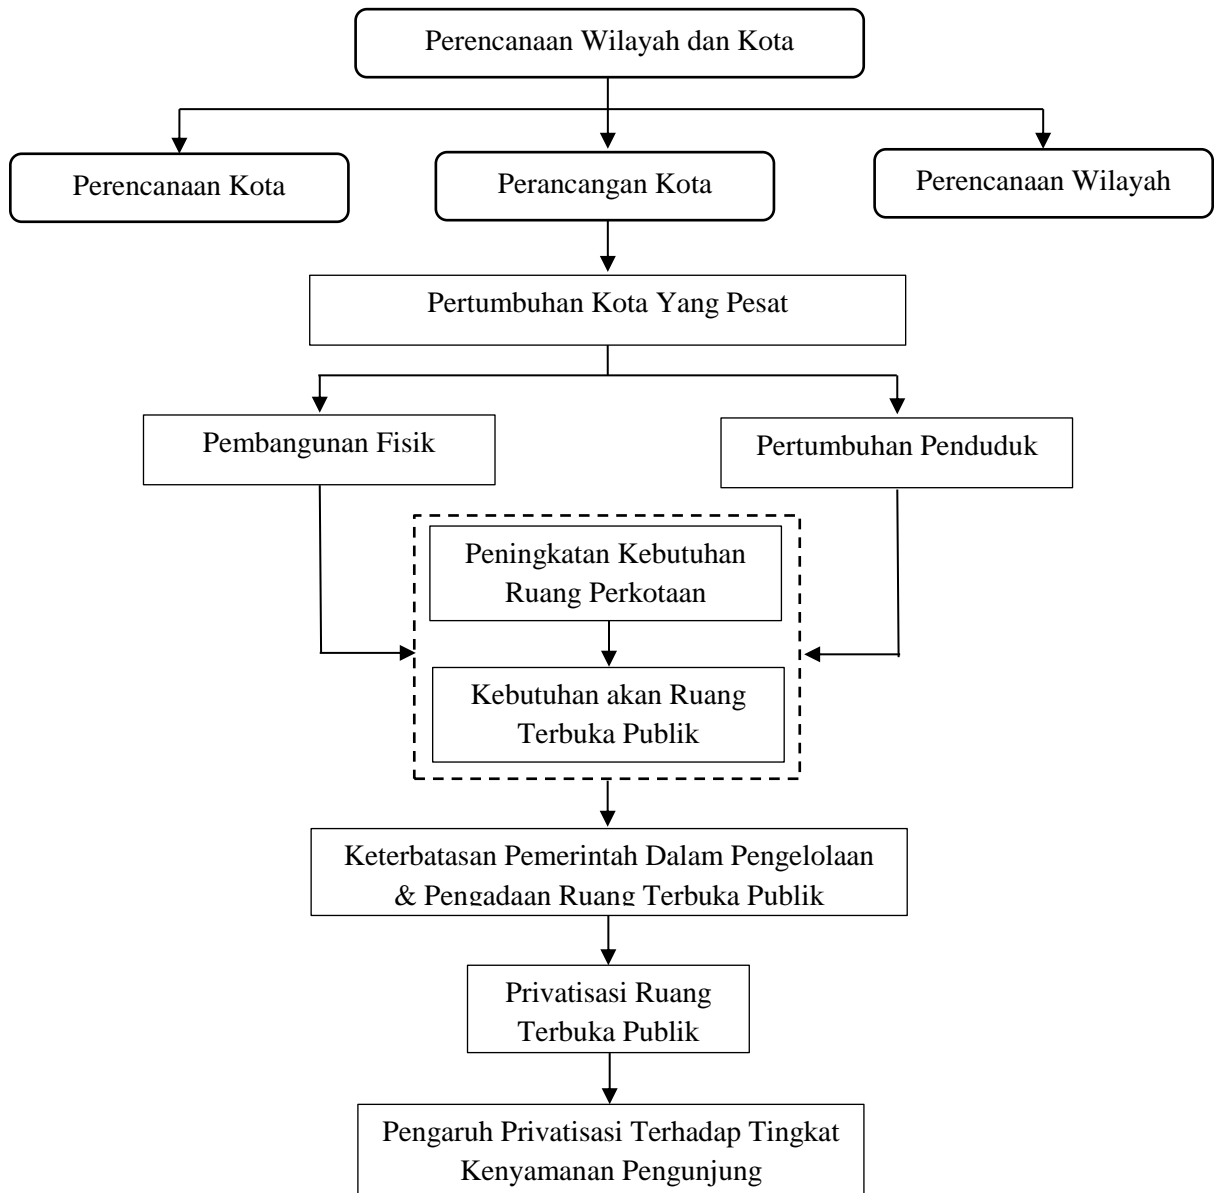 Perencanaan Wilayah dan Kota
Perencanaan Kota
Perancangan Kota
Perencanaan Wilayah
Pertumbuhan Kota Yang Pesat
Pembangunan Fisik
Pertumbuhan Penduduk
Peningkatan Kebutuhan
Ruang Perkotaan
Kebutuhan akan Ruang
Terbuka Publik
Keterbatasan Pemerintah Dalam Pengelolaan
& Pengadaan Ruang Terbuka Publik
Privatisasi Ruang
Terbuka Publik
Pengaruh Privatisasi Terhadap Tingkat
Kenyamanan Pengunjung